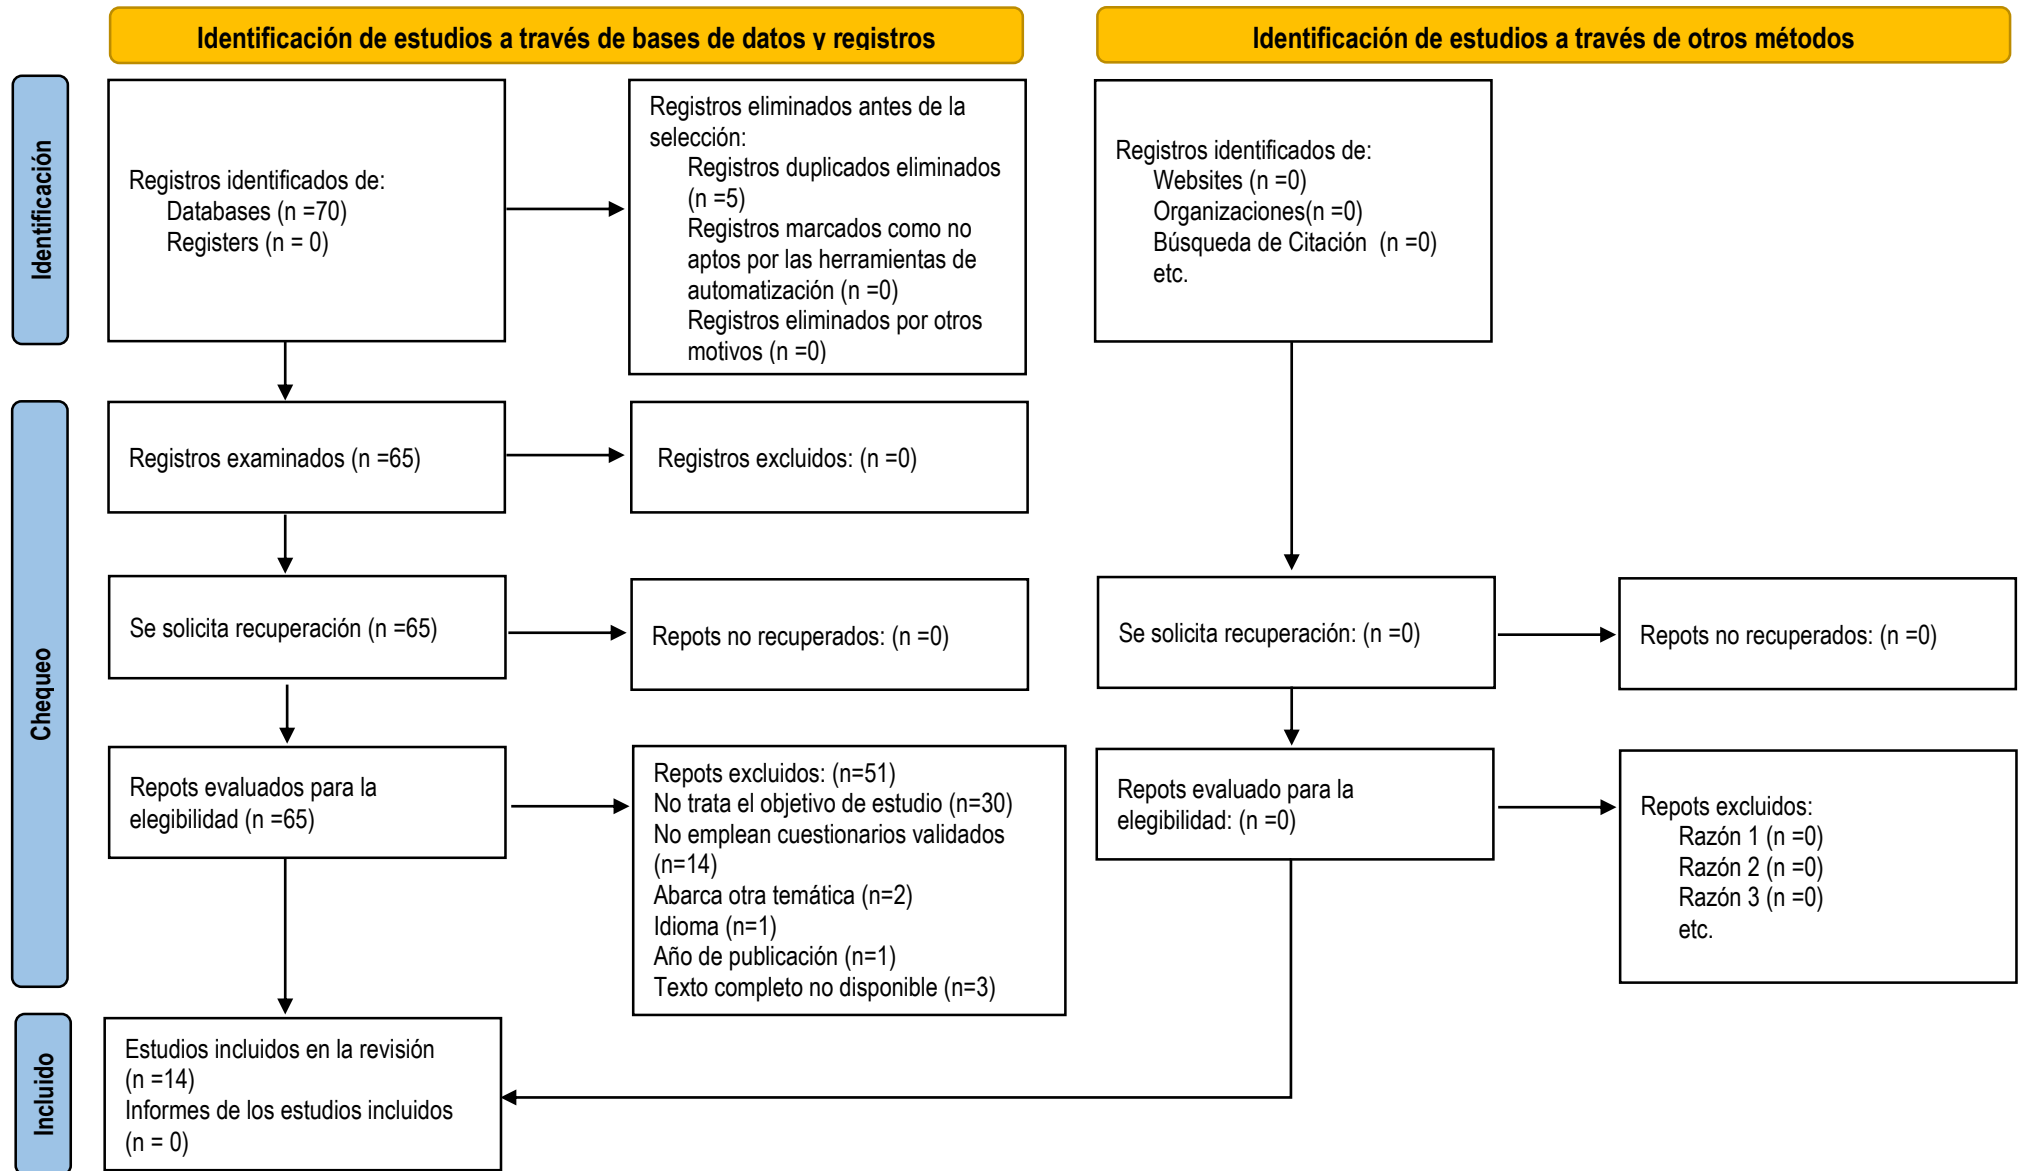 Identificación de estudios a través de bases de datos y registros
Identificación de estudios a través de otros métodos
Identificación
Registros identificados de:
Databases (n =70)
Registers (n = 0)
Registros eliminados antes de la
selección:
Registros duplicados eliminados
(n =5)
Registros marcados como no
aptos por las herramientas de
automatización (n =0)
Registros eliminados por otros
motivos (n =0)
Registros identificados de:
Websites (n =0)
Organizaciones(n =0)
Búsqueda de Citación  (n =0)
etc.
Chequeo
Registros examinados (n =65)
Registros excluidos: (n =0)
Se solicita recuperación (n =65)
Repots no recuperados: (n =0)
Se solicita recuperación: (n =0)
Repots no recuperados: (n =0)
Repots evaluados para la
elegibilidad (n =65)
Repots excluidos: (n=51)
No trata el objetivo de estudio (n=30)
No emplean cuestionarios validados
(n=14)
Abarca otra temática (n=2)
Idioma (n=1)
Año de publicación (n=1)
Texto completo no disponible (n=3)
Repots evaluado para la
elegibilidad: (n =0)
Repots excluidos:
Razón 1 (n =0)
Razón 2 (n =0)
Razón 3 (n =0)
etc.
Incluido
Estudios incluidos en la revisión
(n =14)
Informes de los estudios incluidos
(n = 0)